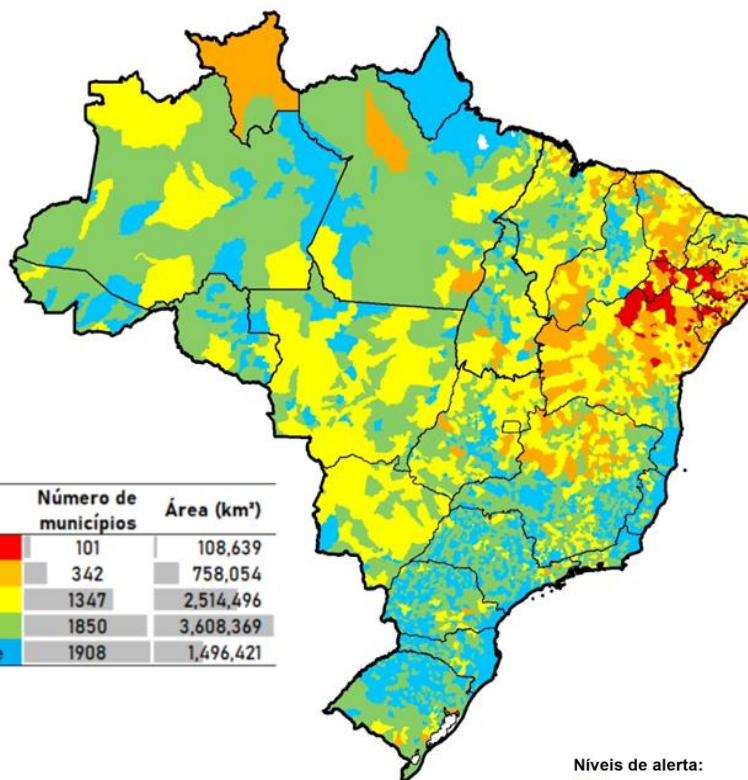 Número de municípios Área (km²)
101 108,639
342 758,054
1347 2,514,496
1850 3,608,369
1908 1,496,421
Níveis de alerta: